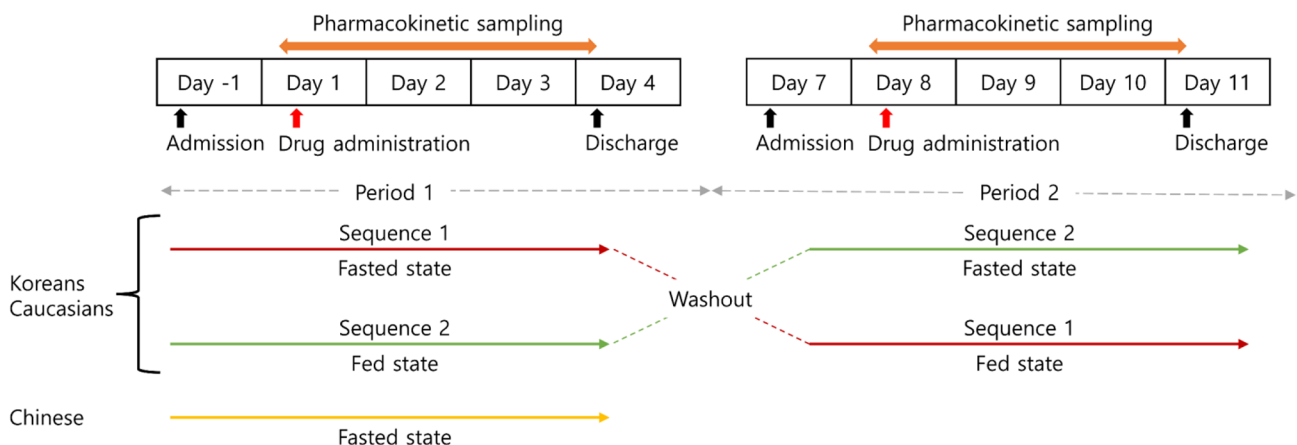 Pharmacokinetic sampling Pharmacokinetic sampling
Day -1 Day 1 Day 2 Day 3 Day 4 Day 7 Day 8 Day 9 Day 10 Day 11
Admission Drug administration Discharge Admission Drug administration Discharge
Period 1 Period 2
Sequence 1 Sequence 2
Fasted state Fasted state
Koreans
Caucasians
Washout
Sequence 2 Sequence 1
Fed state Fed state
Chinese
Fasted state